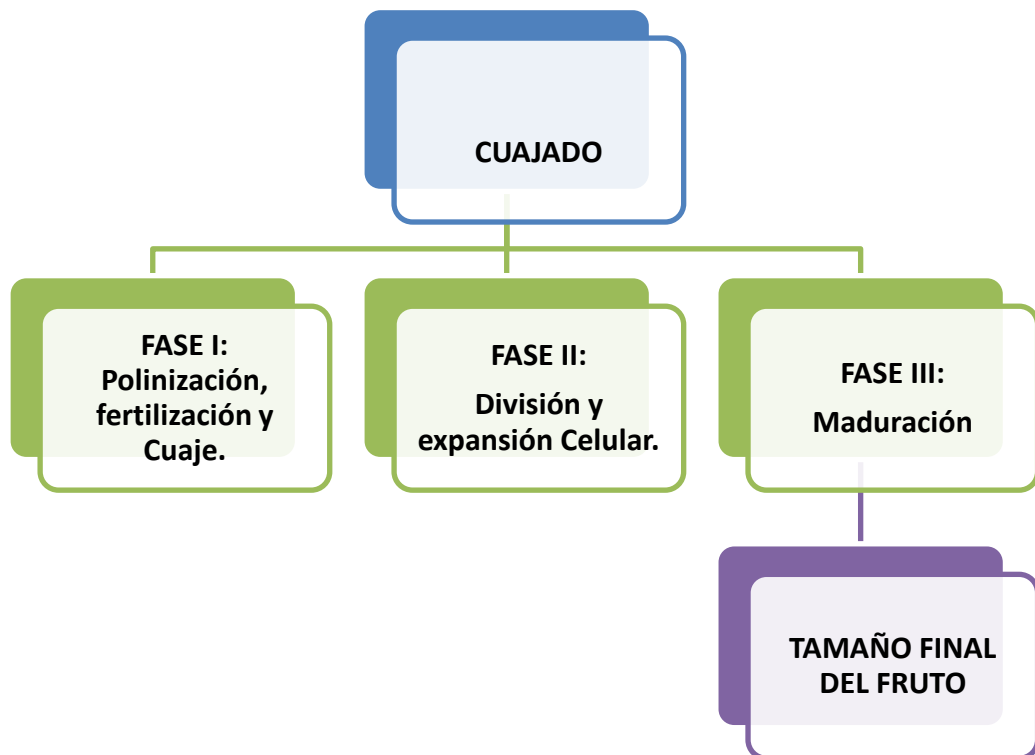 CUAJADO
FASE I:
Polinización,
fertilización y
Cuaje.
FASE II:
División y
expansión Celular.
FASE III:
Maduración
TAMAÑO FINAL
DEL FRUTO